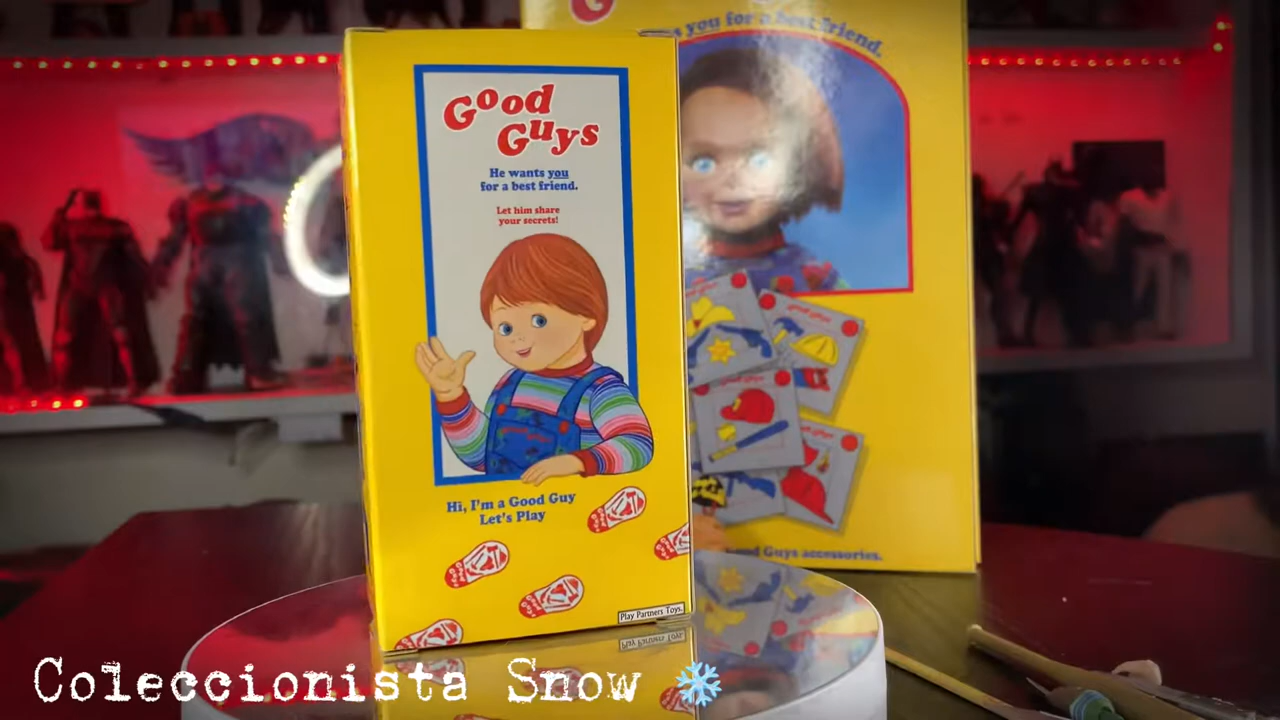 Good
Guys
He wants you
for a best friend.
Let him share
your secrets!
Hi, I'm a Good Guy
Let's Play
Play Partners Toys.
you for a best friend.
Good Guys accessories.
Coleccionista Snow